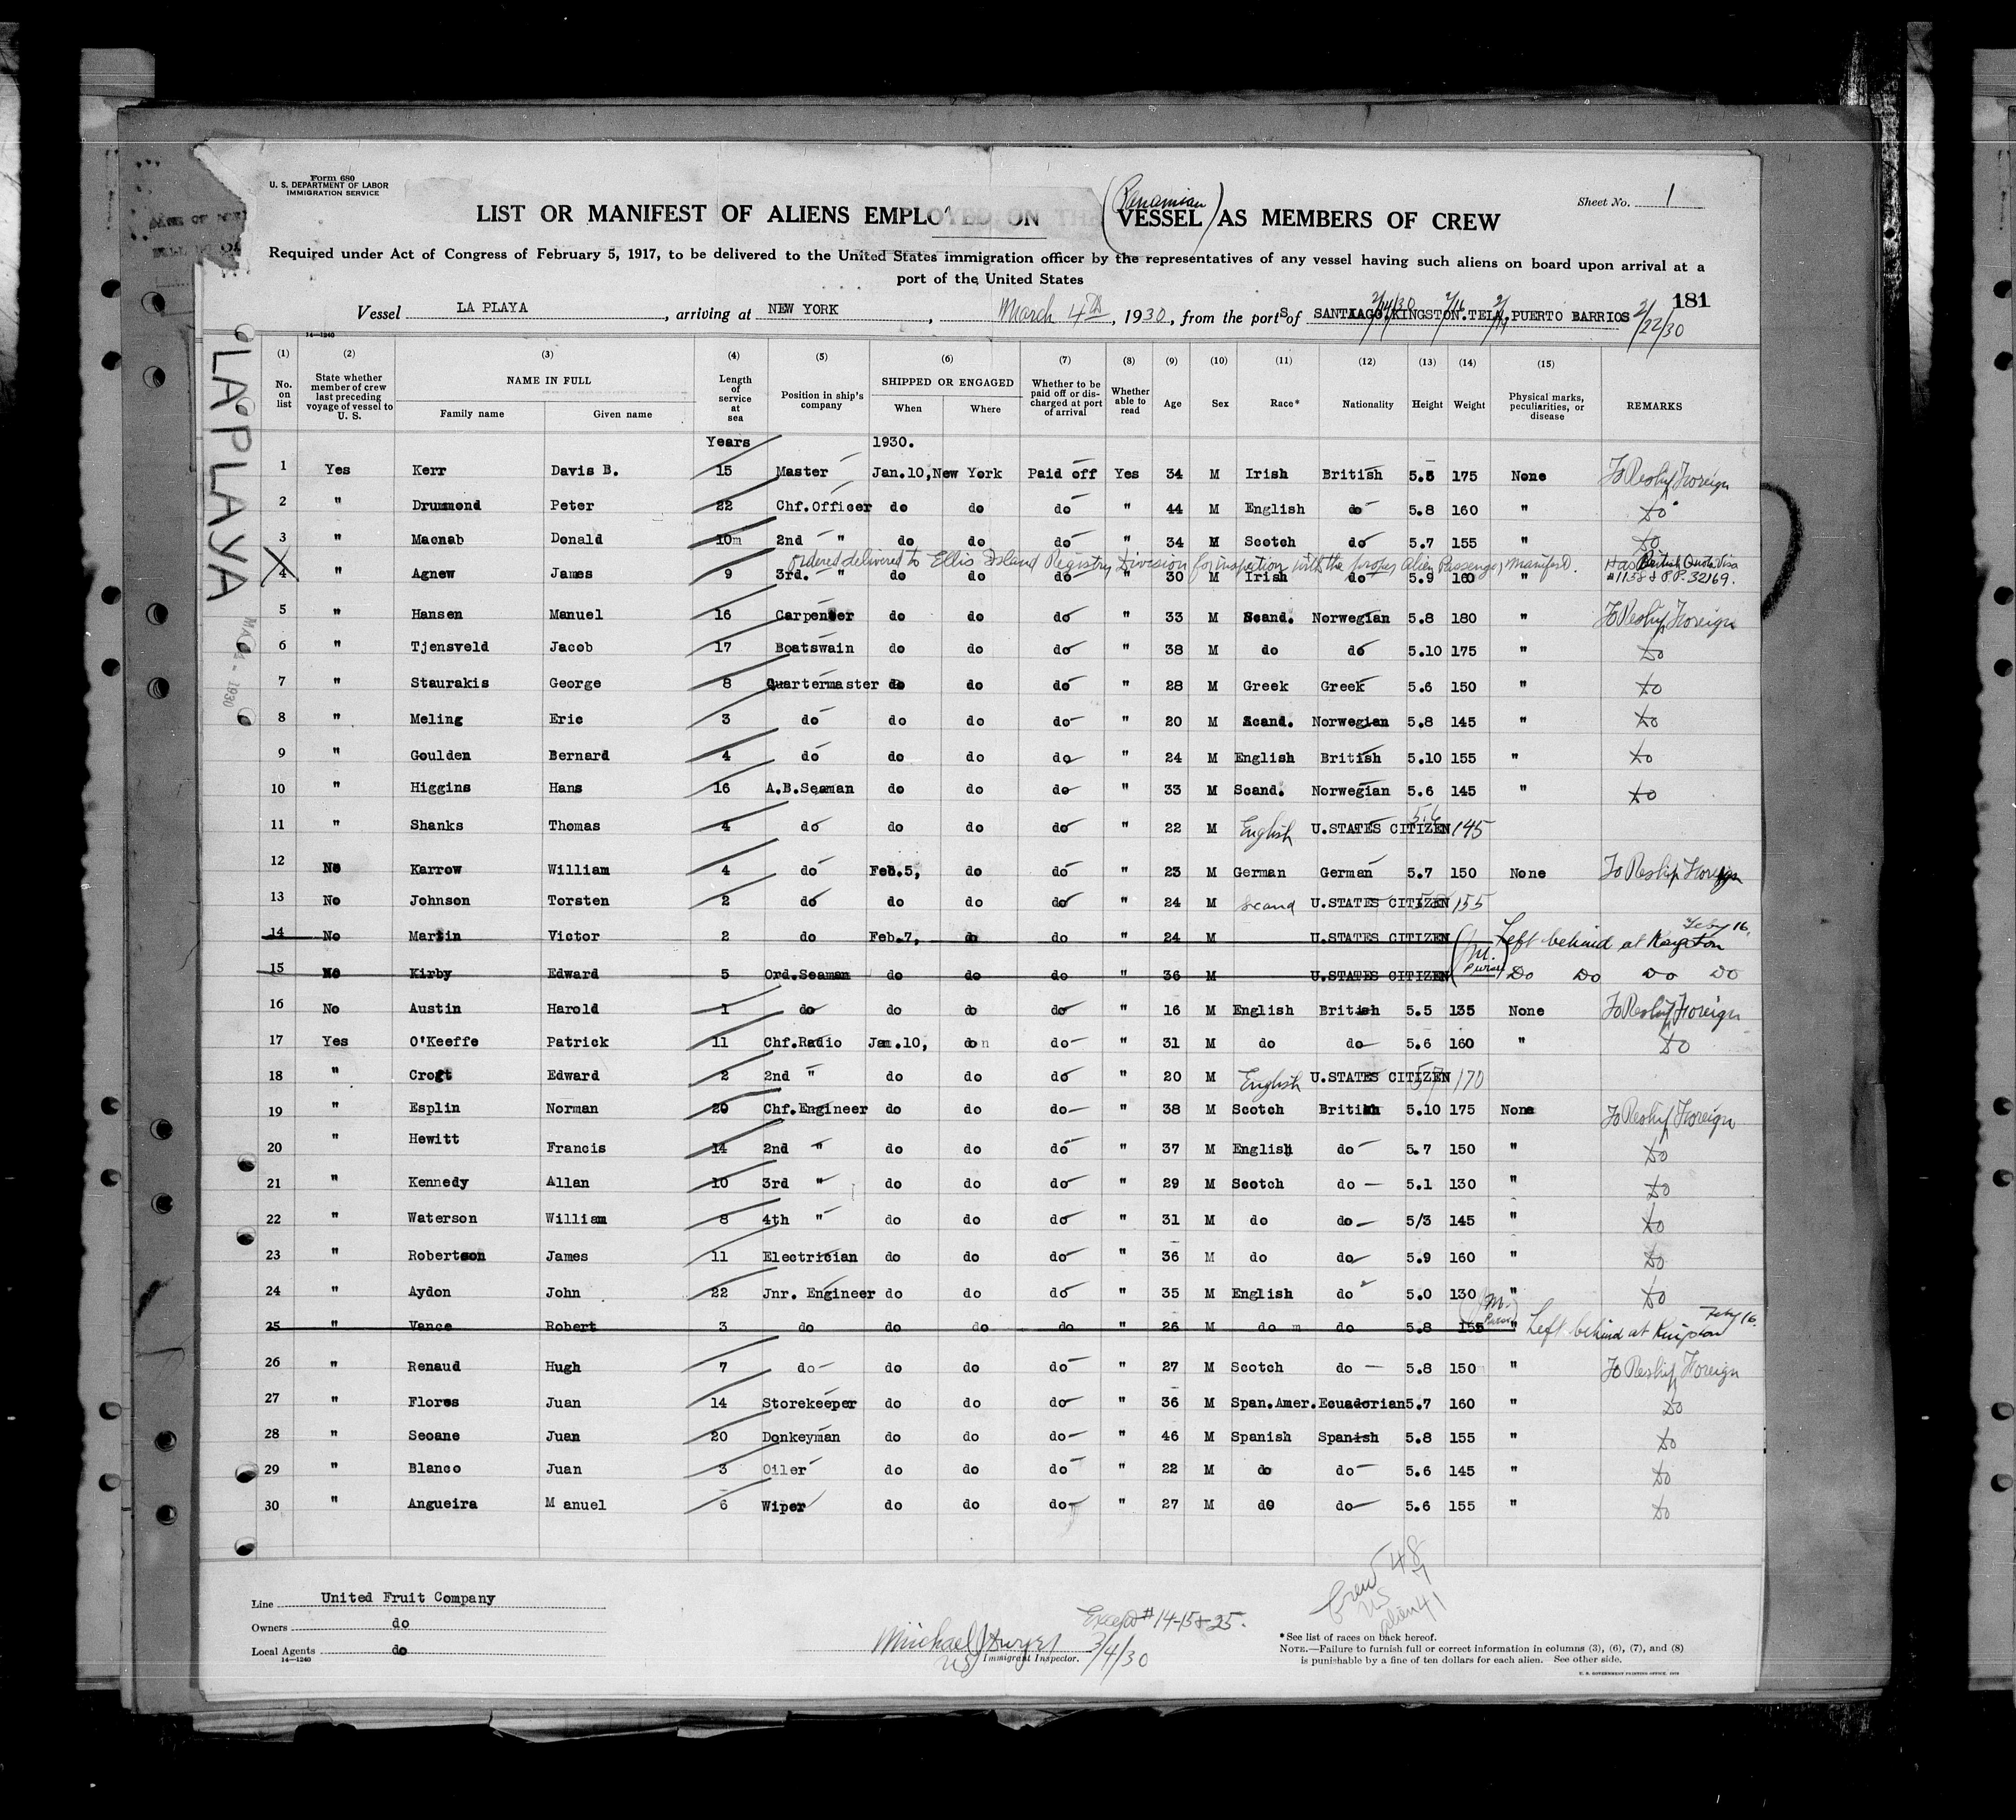 Form 680
U. S. DEPARTMENT OF LABOR
IMMIGRATION SERVICE
Sheet No. 1
(Panamian)
LIST OR MANIFEST OF ALIENS EMPLOYED ON THE VESSEL AS MEMBERS OF CREW
Required under Act of Congress of February 5, 1917, to be delivered to the United States immigration officer by the representatives of any vessel having such aliens on board upon arrival at a
port of the United States
181
2/14/30 2/16 2/22/30
Vessel LA PLAYA, arriving at NEW YORK, March 4th, 1930, from the portS of SANTIAGO.KINGSTON.TELA.PUERTO BARRIOS
14—1240
LA PLAYA
(1) (2) (3) (4) (5) (6) (7) (8) (9) (10) (11) (12) (13) (14) (15)
No. on list State whether member of crew last preceding voyage of vessel to U. S. NAME IN FULL Length of service at sea Position in ship's company SHIPPED OR ENGAGED Whether to be paid off or discharged at port of arrival Whether able to read Age Sex Race* Nationality Height Weight Physical marks, peculiarities, or disease REMARKS
Family name Given name When Where
Years 1930.
1 Yes Kerr Davis B. 15 Master Jan.10, New York Paid off Yes 34 M Irish British 5.5 175 None To Reship Foreign
2 " Drummond Peter 22 Chf.Officer do do do " 44 M English do 5.8 160 " Do
3 " Macnab Donald 10m 2nd " do do do " 34 M Scotch do 5.7 155 " Do
ordered delivered to Ellis Island Registry Division for inspection with the proper Alien Passenger Manifest. Has British Quota Visa
4 " Agnew James 9 3rd. " do do do " 30 M Irish do 5.9 160 " #1158 & P.P. 32169.
5 " Hansen Manuel 16 Carpenter do do do " 33 M Scand. Norwegian 5.8 180 " To Reship Foreign
6 " Tjensveld Jacob 17 Boatswain do do do " 38 M do do 5.10 175 " Do
7 " Staurakis George 8 Quartermaster do do do " 28 M Greek Greek 5.6 150 " Do
8 " Meling Eric 3 do do do do " 20 M Scand. Norwegian 5.8 145 " Do
9 " Goulden Bernard 4 do do do do " 24 M English British 5.10 155 " Do
10 " Higgins Hans 16 A.B.Seaman do do do " 33 M Scand. Norwegian 5.6 145 " Do
11 " Shanks Thomas 4 do do do do " 22 M English U.STATES CITIZEN 5.6 145
12 No Karrow William 4 do Feb.5, do do " 23 M German German 5.7 150 None To Reship Foreign
13 No Johnson Torsten 2 do do do do " 24 M Scand U.STATES CITIZEN 155
14 No Martin Victor 2 do Feb.7, do do " 24 M U.STATES CITIZEN Left behind at Kingston Feby 16.
15 No Kirby Edward 5 Ord.Seaman do do do " 36 M U.STATES CITIZEN Do Do Do Do
16 No Austin Harold 1 do do do do " 16 M English British 5.5 135 None To Reship Foreign
17 Yes O'Keeffe Patrick 11 Chf.Radio Jan.10, do do " 31 M do do 5.6 160 " Do
18 " Croft Edward 2 2nd " do do do " 20 M English U.STATES CITIZEN 57 170
19 " Esplin Norman 20 Chf.Engineer do do do " 38 M Scotch British 5.10 175 None To Reship Foreign
20 " Hewitt Francis 14 2nd " do do do " 37 M English do 5.7 150 " Do
21 " Kennedy Allan 10 3rd " do do do " 29 M Scotch do 5.1 130 " Do
22 " Waterson William 8 4th " do do do " 31 M do do 5/3 145 " Do
23 " Robertson James 11 Electrician do do do " 36 M do do 5.9 160 " Do
24 " Aydon John 22 Jnr. Engineer do do do " 35 M English do 5.0 130 " Do
25 " Vance Robert 3 do do do do " 26 M do do 5.8 155 " Left behind at Kingston Feby 16.
26 " Renaud Hugh 7 do do do do " 27 M Scotch do 5.8 150 " To Reship Foreign
27 " Flores Juan 14 Storekeeper do do do " 36 M Span.Amer. Ecuadorian 5.7 160 " Do
28 " Seoane Juan 20 Donkeyman do do do " 46 M Spanish Spanish 5.8 155 " Do
29 " Blanco Juan 3 Oiler do do do " 22 M do do 5.6 145 " Do
30 " Angueira Manuel 6 Wiper do do do " 27 M do do 5.6 155 " Do
Crew 48
US 7
alien 41
Line United Fruit Company
Owners do
Local Agents do
14—1240
Except # 14-15 & 25.
Michael Dwyer 3/4/30
US Immigrant Inspector.
* See list of races on back hereof.
NOTE.—Failure to furnish full or correct information in columns (3), (6), (7), and (8)
is punishable by a fine of ten dollars for each alien. See other side.